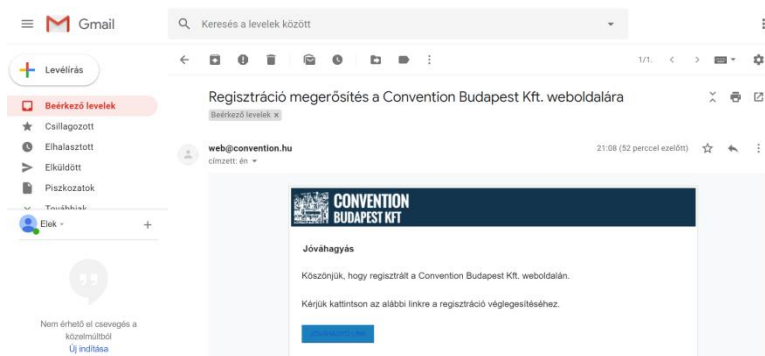 Gmail
Keresés a levelek között
Levélírás
1/1.
Beérkező levelek
Csillagozott
Elhalasztott
Elküldött
Piszkozatok
Továbbiak
Elek
Nem érhető el csevegés a
közelmúltból
Új indítása
Regisztráció megerősítés a Convention Budapest Kft. weboldalára
Beérkező levelek x
web@convention.hu
21:08 (52 perccel ezelőtt)
címzett: én
CONVENTION
BUDAPEST KFT
Jóváhagyás
Köszönjük, hogy regisztrált a Convention Budapest Kft. weboldalán.
Kérjük kattintson az alábbi linkre a regisztráció véglegesítéséhez.